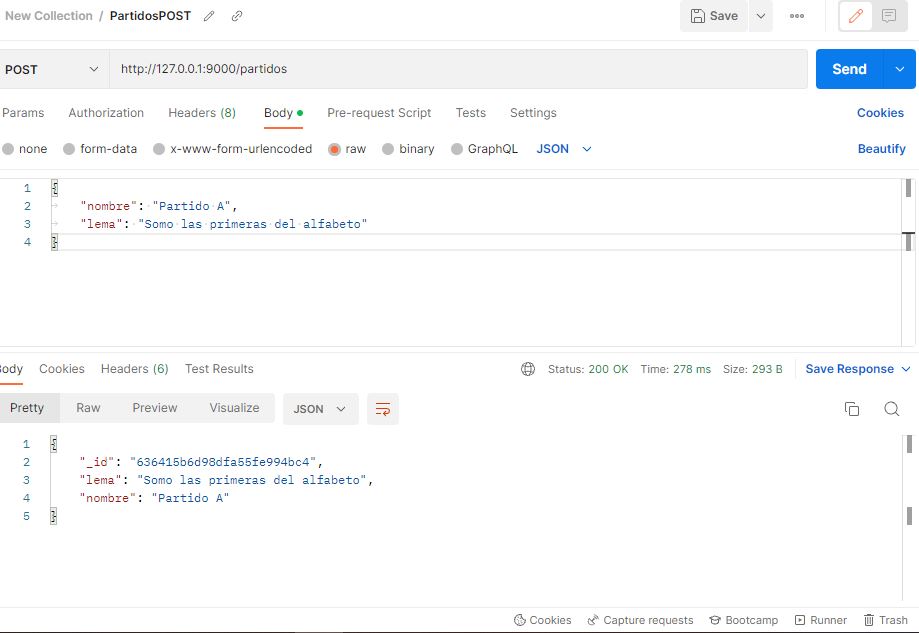 New Collection / PartidosPOST
Save
POST
http://127.0.0.1:9000/partidos
Send
Params Authorization Headers (8) Body Pre-request Script Tests Settings Cookies
none form-data x-www-form-urlencoded raw binary GraphQL JSON Beautify
1 {
2 "nombre": "Partido A",
3 "lema": "Somo las primeras del alfabeto"
4 }
ody Cookies Headers (6) Test Results Status: 200 OK Time: 278 ms Size: 293 B Save Response
Pretty Raw Preview Visualize JSON
1 {
2 "_id": "636415b6d98dfa55fe994bc4",
3 "lema": "Somo las primeras del alfabeto",
4 "nombre": "Partido A"
5 }
Cookies Capture requests Bootcamp Runner Trash